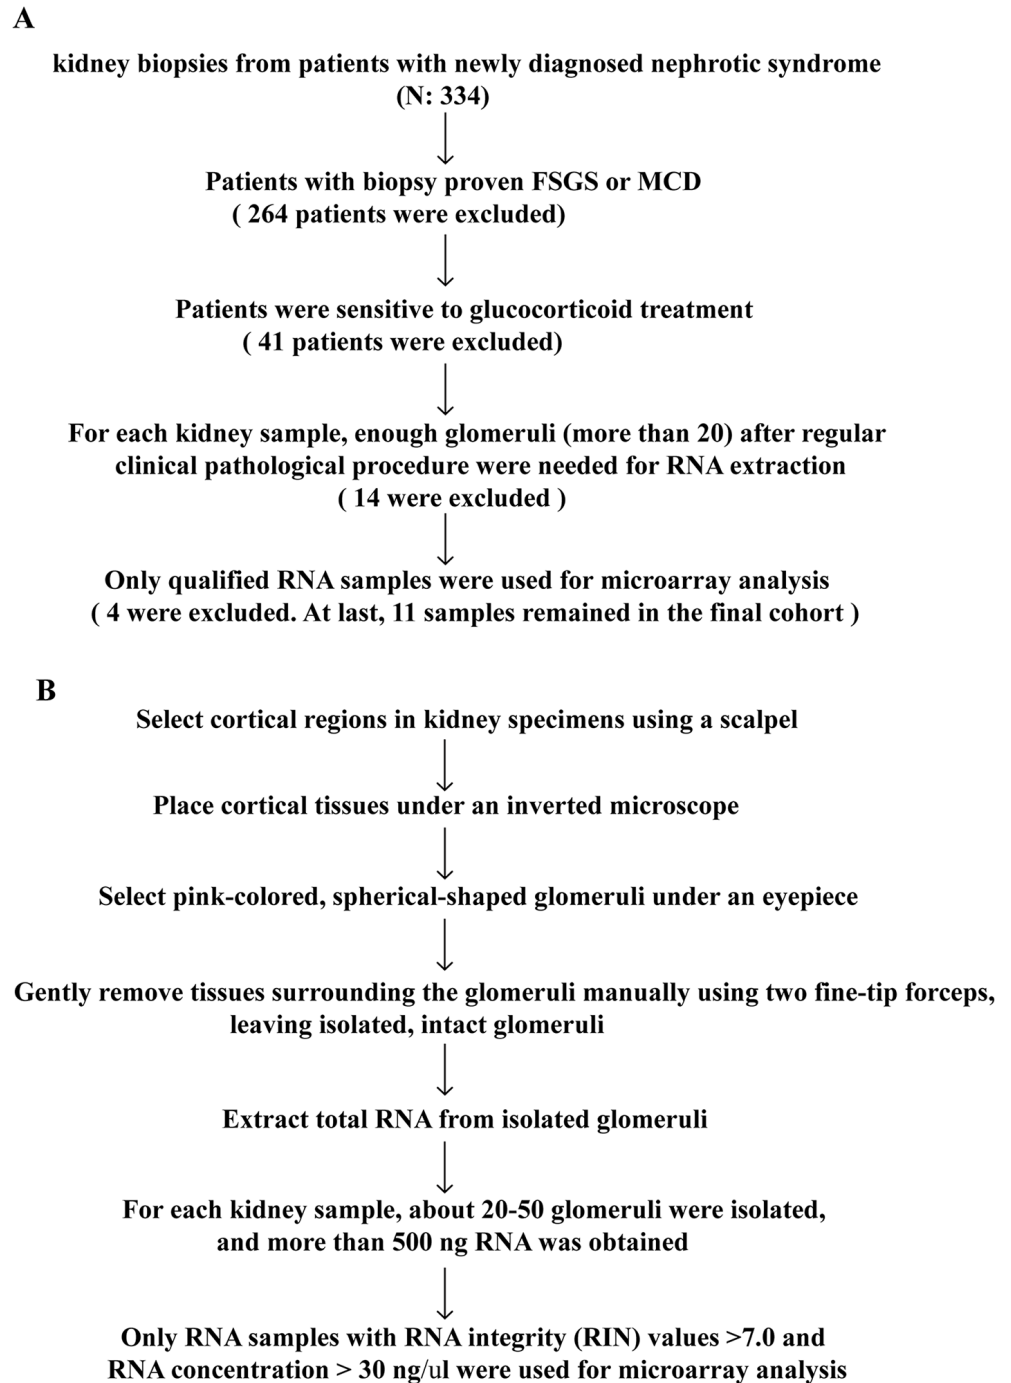 A
kidney biopsies from patients with newly diagnosed nephrotic syndrome
(N: 334)
Patients with biopsy proven FSGS or MCD
( 264 patients were excluded)
Patients were sensitive to glucocorticoid treatment
( 41 patients were excluded)
For each kidney sample, enough glomeruli (more than 20) after regular
clinical pathological procedure were needed for RNA extraction
( 14 were excluded )
Only qualified RNA samples were used for microarray analysis
( 4 were excluded. At last, 11 samples remained in the final cohort )
B
Select cortical regions in kidney specimens using a scalpel
Place cortical tissues under an inverted microscope
Select pink-colored, spherical-shaped glomeruli under an eyepiece
Gently remove tissues surrounding the glomeruli manually using two fine-tip forceps,
leaving isolated, intact glomeruli
Extract total RNA from isolated glomeruli
For each kidney sample, about 20-50 glomeruli were isolated,
and more than 500 ng RNA was obtained
Only RNA samples with RNA integrity (RIN) values >7.0 and
RNA concentration > 30 ng/ul were used for microarray analysis